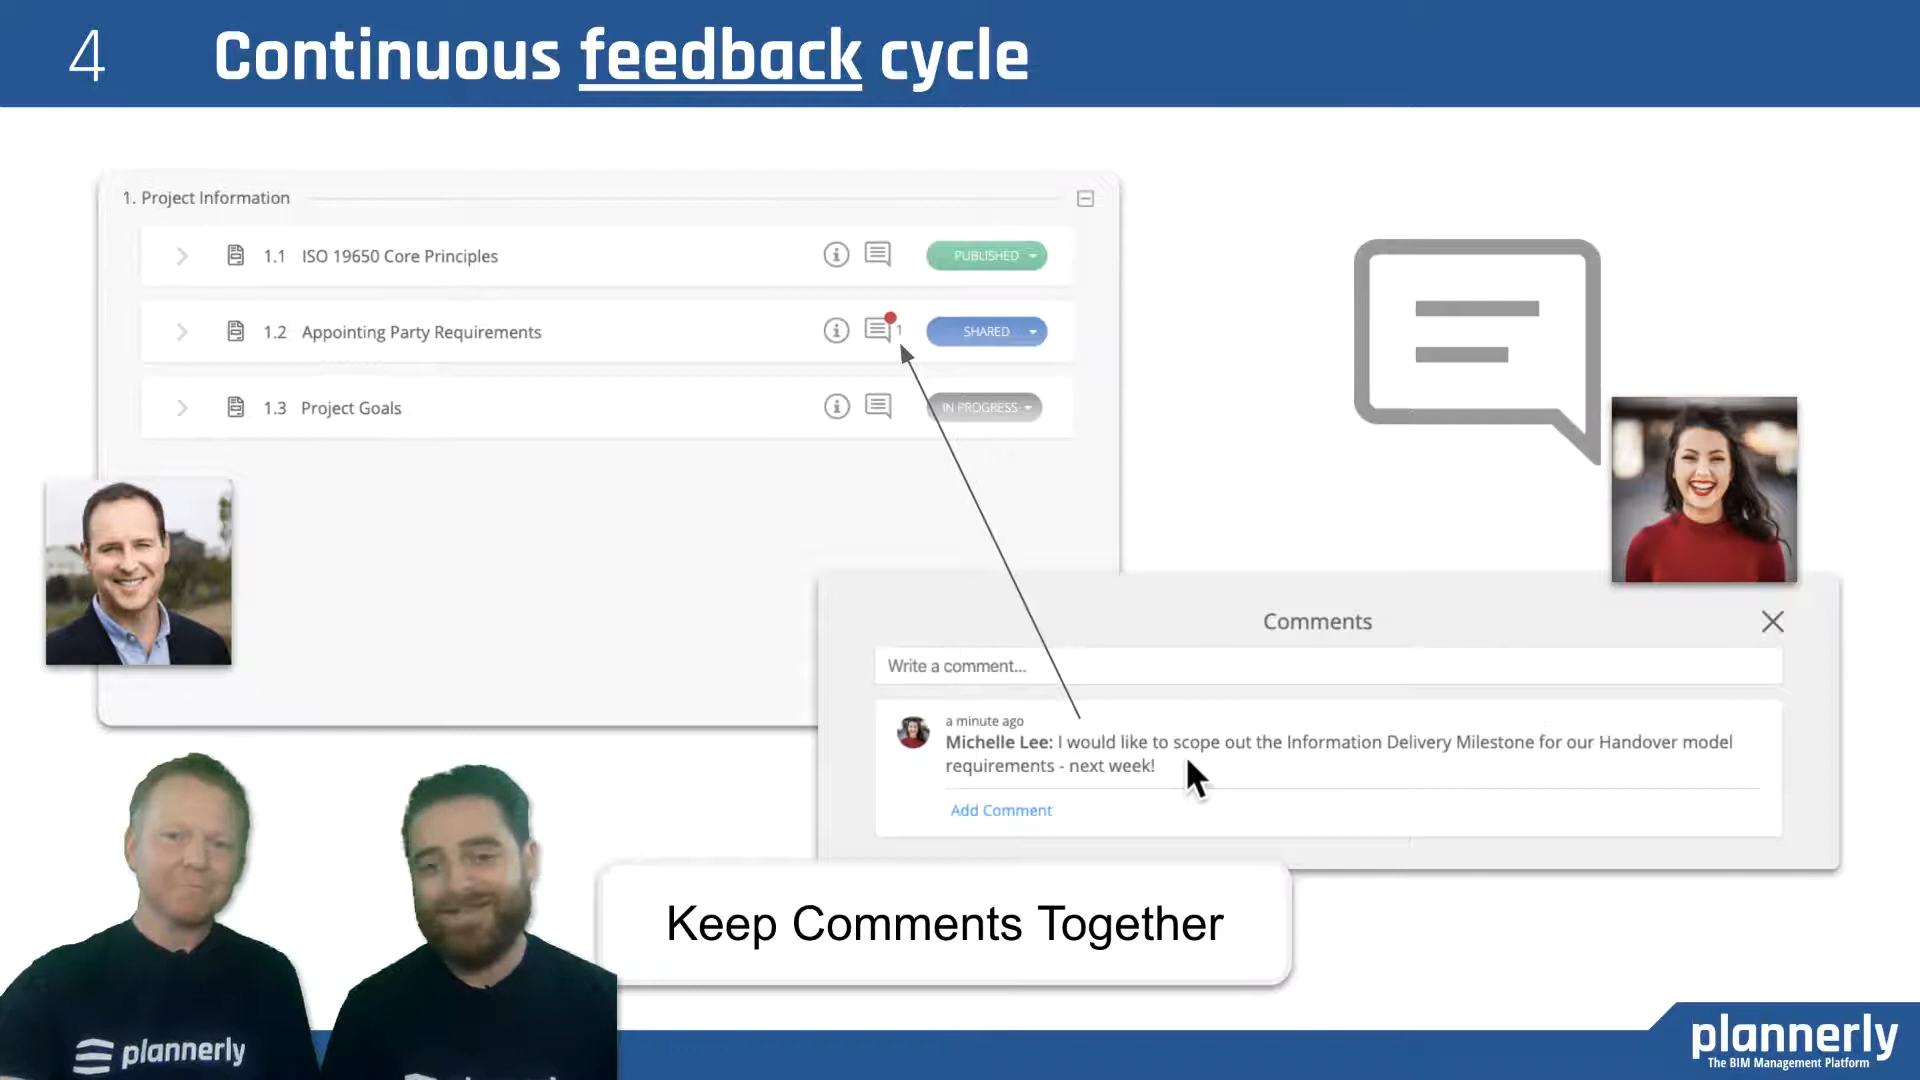 4
Continuous feedback cycle
1. Project Information
1.1 ISO 19650 Core Principles
PUBLISHED
1.2 Appointing Party Requirements
1
SHARED
1.3 Project Goals
IN PROGRESS
Comments
Write a comment...
a minute ago
Michelle Lee: I would like to scope out the Information Delivery Milestone for our Handover model
requirements - next week!
Add Comment
Keep Comments Together
plannerly
plannerly
The BIM Management Platform